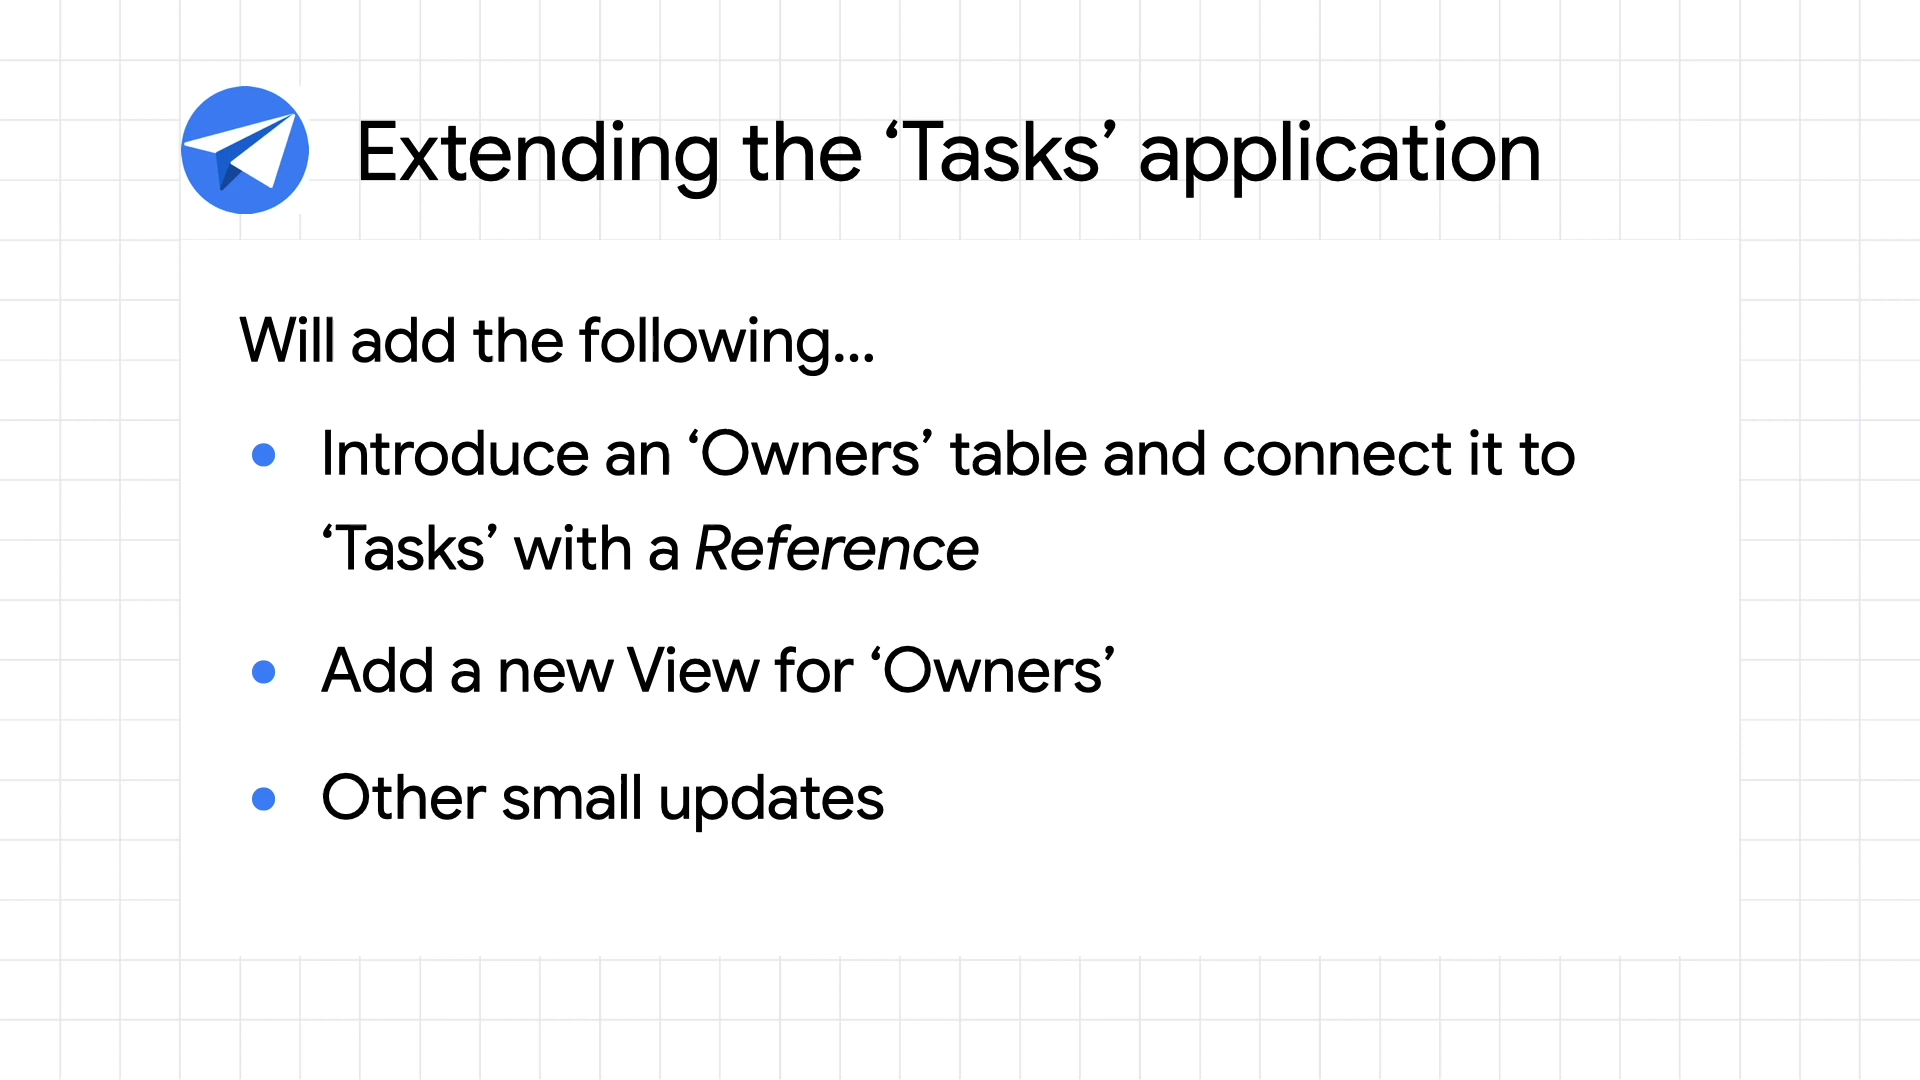 Extending the ‘Tasks’ application
Will add the following...
● Introduce an ‘Owners’ table and connect it to
‘Tasks’ with a Reference
● Add a new View for ‘Owners’
● Other small updates